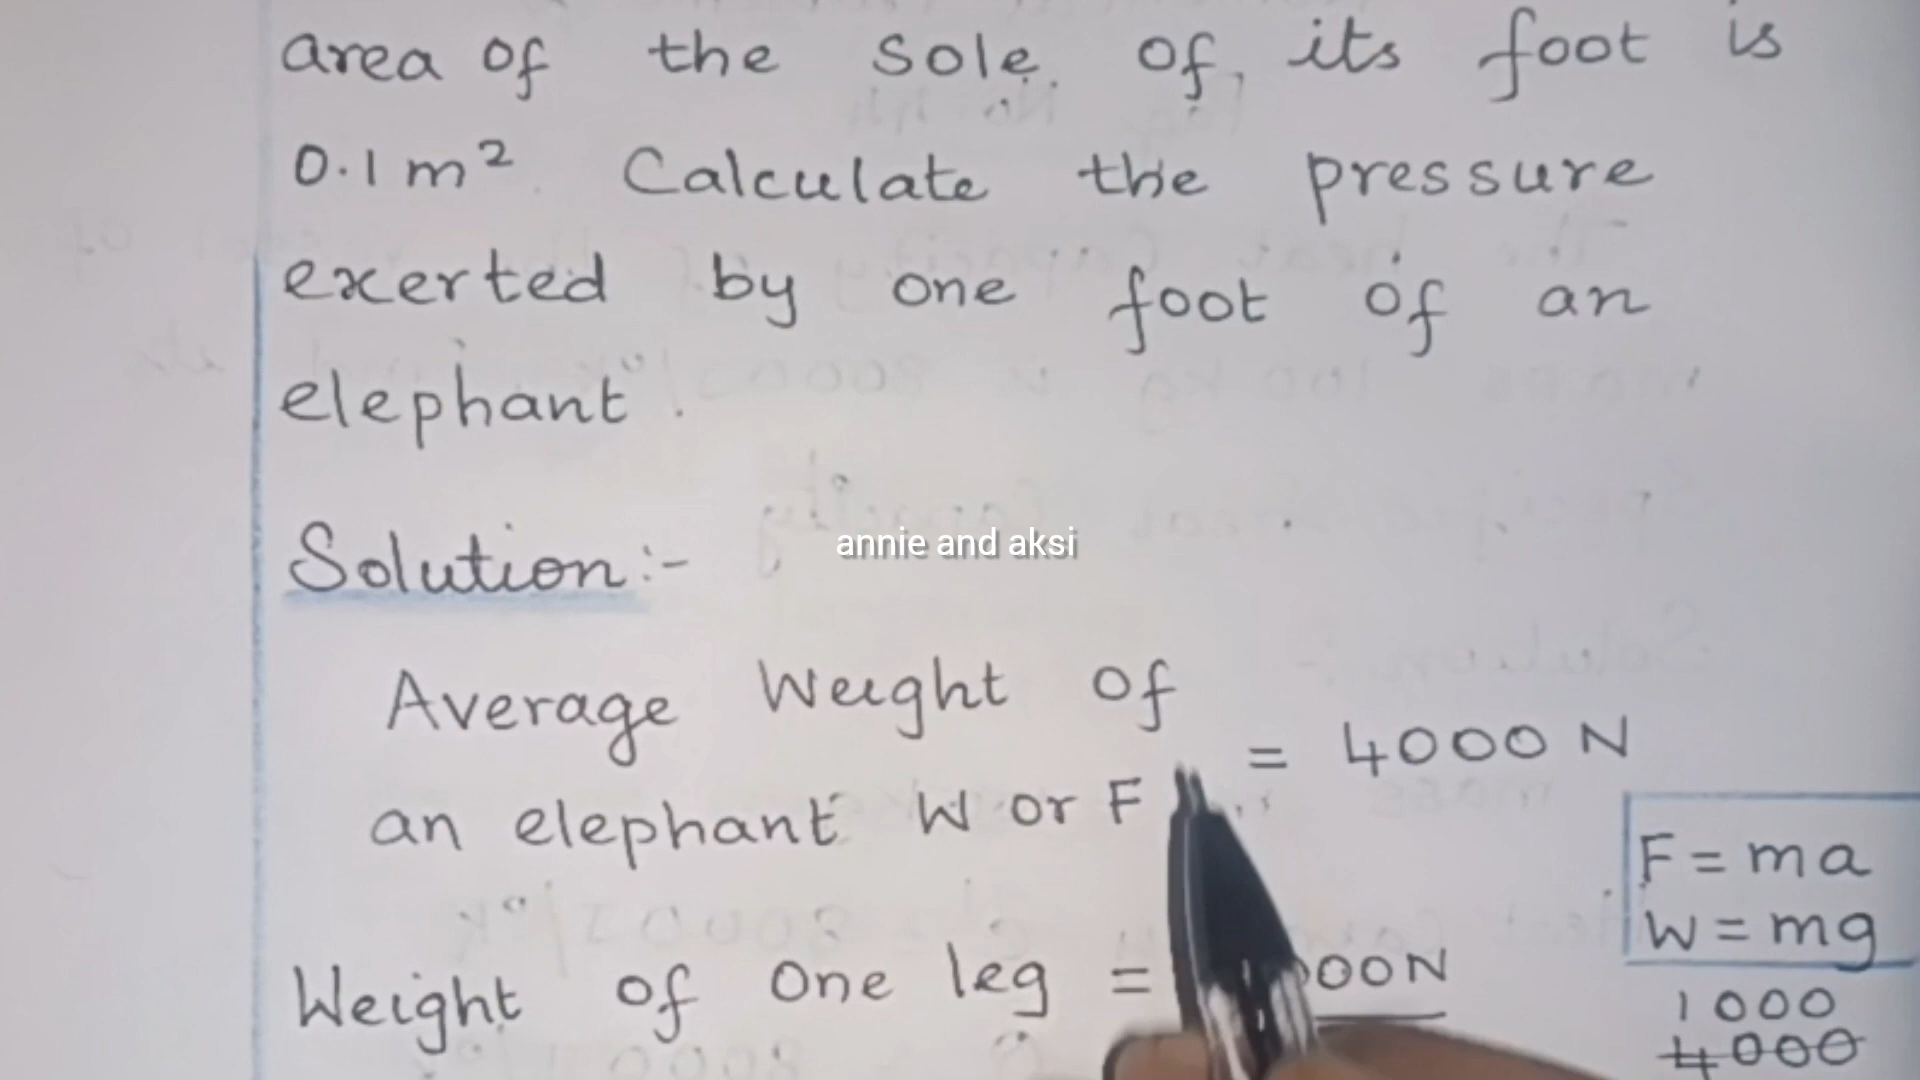 area of the sole of its foot is
0.1 m² Calculate the pressure
exerted by one foot of an
elephant.
Solution:-
annie and aksi
Average Weight of
an elephant W or F = 4000 N
Weight of One leg = 00N
F = ma
W = mg
1000
4000